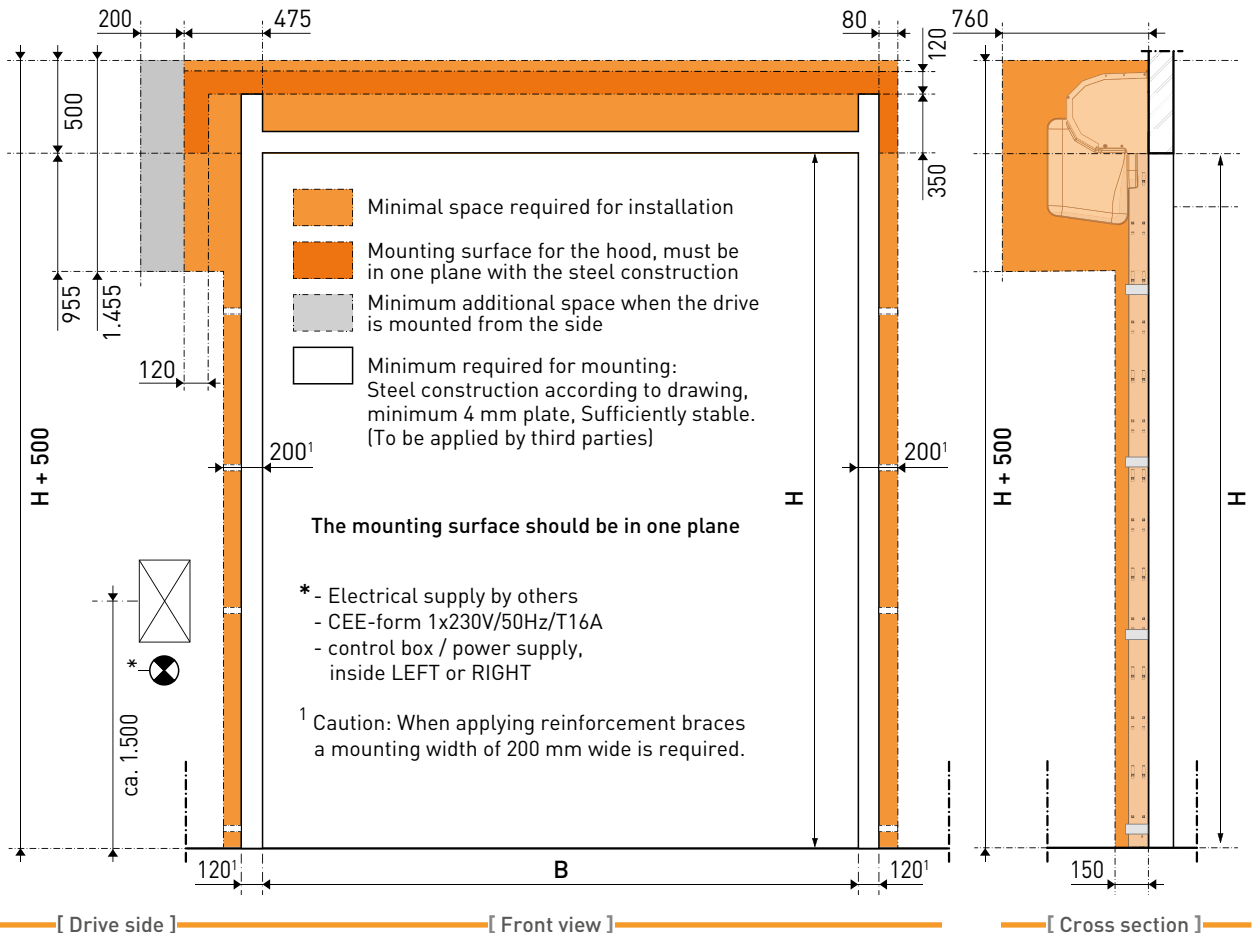 200
475
80
760
120
500
350
955
1.455
120
H + 500
Minimal space required for installation
Mounting surface for the hood, must be
in one plane with the steel construction
Minimum additional space when the drive
is mounted from the side
Minimum required for mounting:
Steel construction according to drawing,
minimum 4 mm plate, Sufficiently stable.
(To be applied by third parties)
200¹
200¹
H
H + 500
H
The mounting surface should be in one plane
* - Electrical supply by others
- CEE-form 1x230V/50Hz/T16A
- control box / power supply,
inside LEFT or RIGHT
*
ca. 1.500
¹ Caution: When applying reinforcement braces
a mounting width of 200 mm wide is required.
120¹
B
120¹
150
[ Drive side ]
[ Front view ]
[ Cross section ]